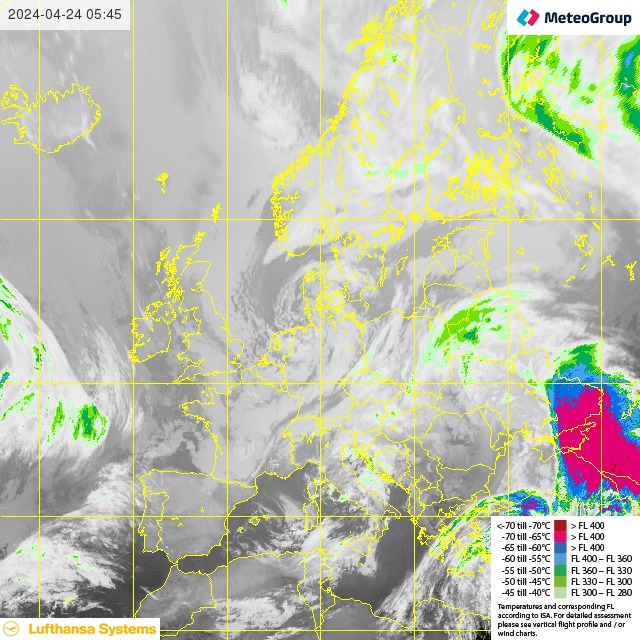 2024-04-24 05:45
MeteoGroup
<-70 till -70°C > FL 400
-70 till -65°C > FL 400
-65 till -60°C > FL 400
-60 till -55°C FL 400 – FL 360
-55 till -50°C FL 360 – FL 330
-50 till -45°C FL 330 – FL 300
-45 till -40°C FL 300 – FL 280
Temperatures and corresponding FL
according to ISA. For detailed assessment
please see vertical flight profile and / or
wind charts.
Lufthansa Systems